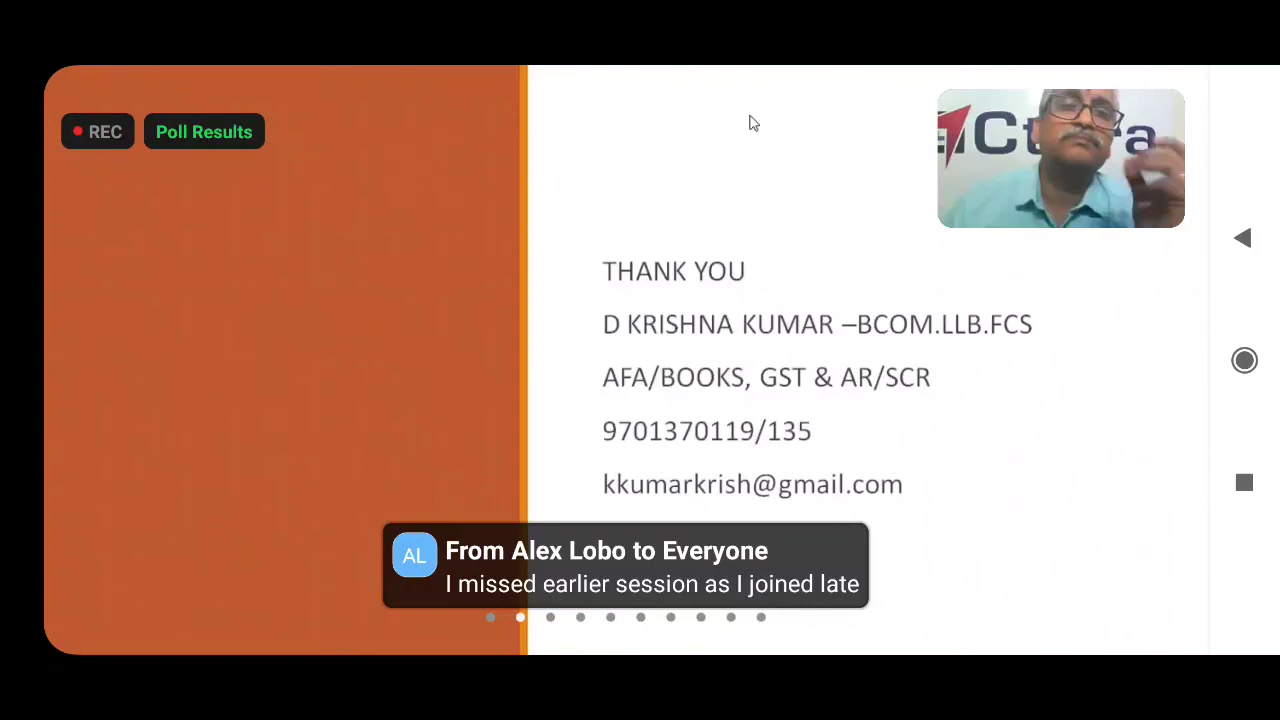 REC
Poll Results
THANK YOU
D KRISHNA KUMAR –BCOM.LLB.FCS
AFA/BOOKS, GST & AR/SCR
9701370119/135
kkumarkrish@gmail.com
AL
From Alex Lobo to Everyone
I missed earlier session as I joined late